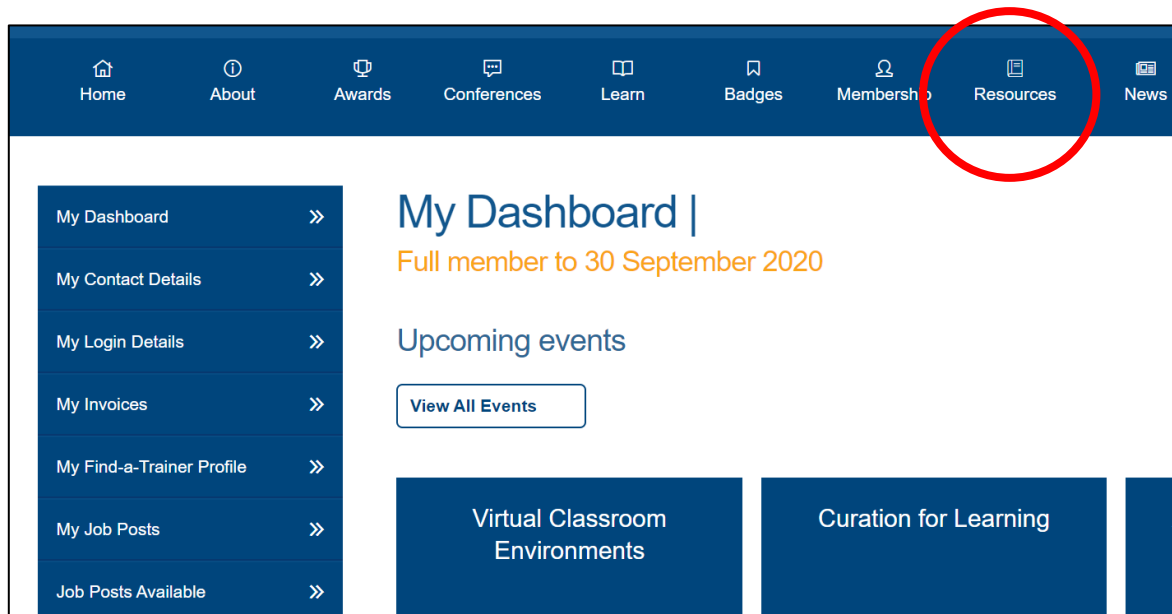 Home
About
Awards
Conferences
Learn
Badges
Membership
Resources
News
My Dashboard
My Contact Details
My Login Details
My Invoices
My Find-a-Trainer Profile
My Job Posts
Job Posts Available
My Dashboard |
Full member to 30 September 2020
Upcoming events
View All Events
Virtual Classroom
Environments
Curation for Learning